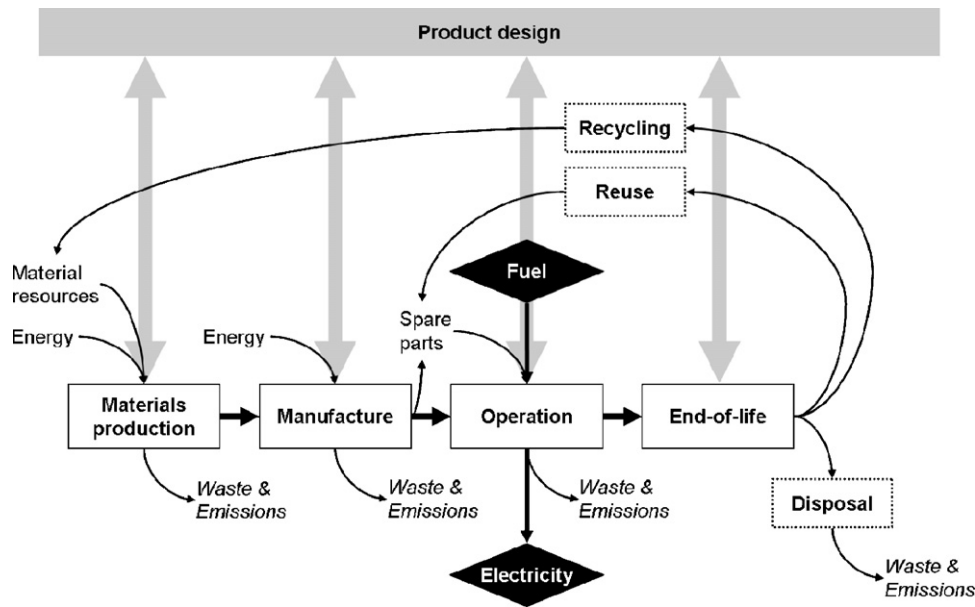 Product design
Recycling
Reuse
Fuel
Material
resources
Energy
Energy
Spare
parts
Materials
production
Manufacture
Operation
End-of-life
Waste &
Emissions
Waste &
Emissions
Waste &
Emissions
Disposal
Electricity
Waste &
Emissions